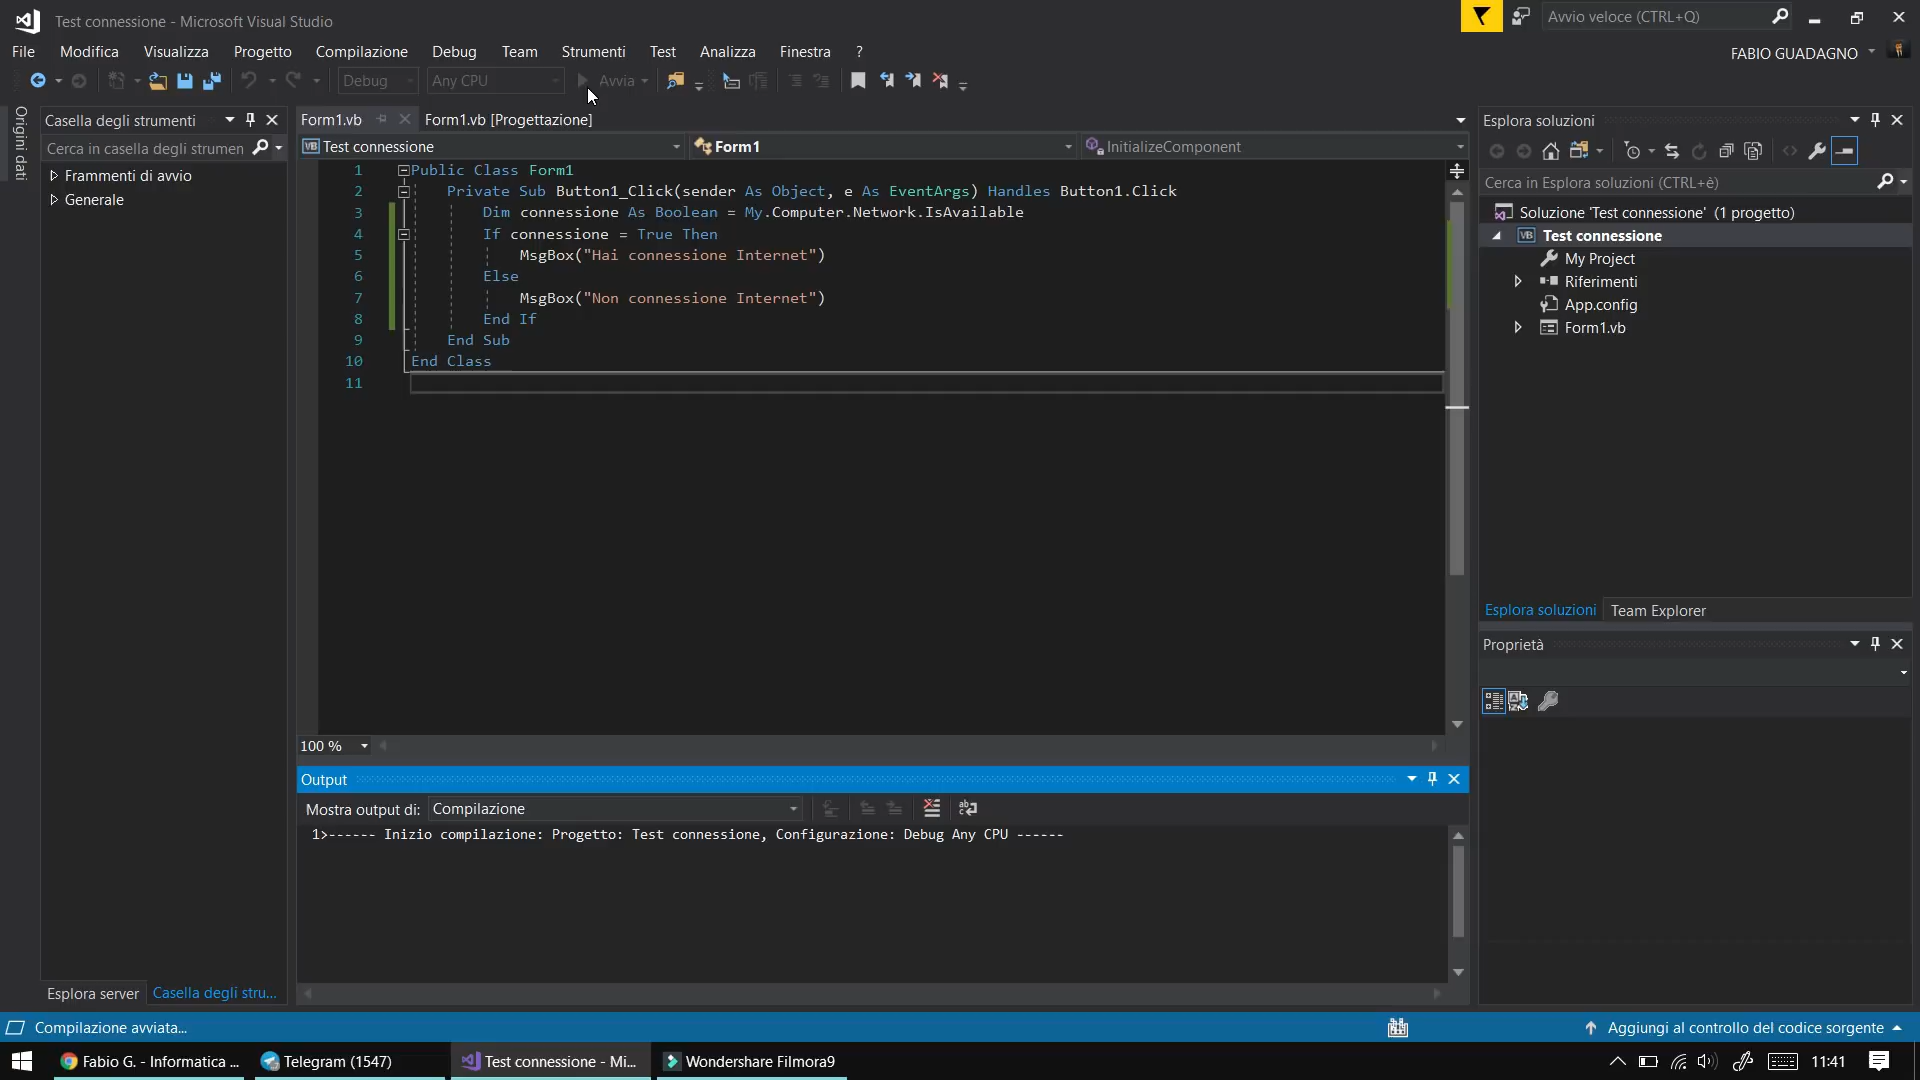 Test connessione - Microsoft Visual Studio
Avvio veloce (CTRL+Q)
File Modifica Visualizza Progetto Compilazione Debug Team Strumenti Test Analizza Finestra ?
FABIO GUADAGNO
Debug Any CPU Avvia
Origini dati
Casella degli strumenti
Cerca in casella degli strumen
Frammenti di avvio
Generale
Esplora server Casella degli stru...
Form1.vb Form1.vb [Progettazione]
Test connessione Form1 InitializeComponent
1 Public Class Form1
2 Private Sub Button1_Click(sender As Object, e As EventArgs) Handles Button1.Click
3 Dim connessione As Boolean = My.Computer.Network.IsAvailable
4 If connessione = True Then
5 MsgBox("Hai connessione Internet")
6 Else
7 MsgBox("Non connessione Internet")
8 End If
9 End Sub
10 End Class
11
100 %
Output
Mostra output di: Compilazione
1>------ Inizio compilazione: Progetto: Test connessione, Configurazione: Debug Any CPU ------
Esplora soluzioni
Cerca in Esplora soluzioni (CTRL+è)
Soluzione 'Test connessione' (1 progetto)
VB Test connessione
My Project
Riferimenti
App.config
Form1.vb
Esplora soluzioni Team Explorer
Proprietà
Compilazione avviata...
Aggiungi al controllo del codice sorgente
Fabio G. - Informatica ... Telegram (1547) Test connessione - Mi... Wondershare Filmora9
11:41